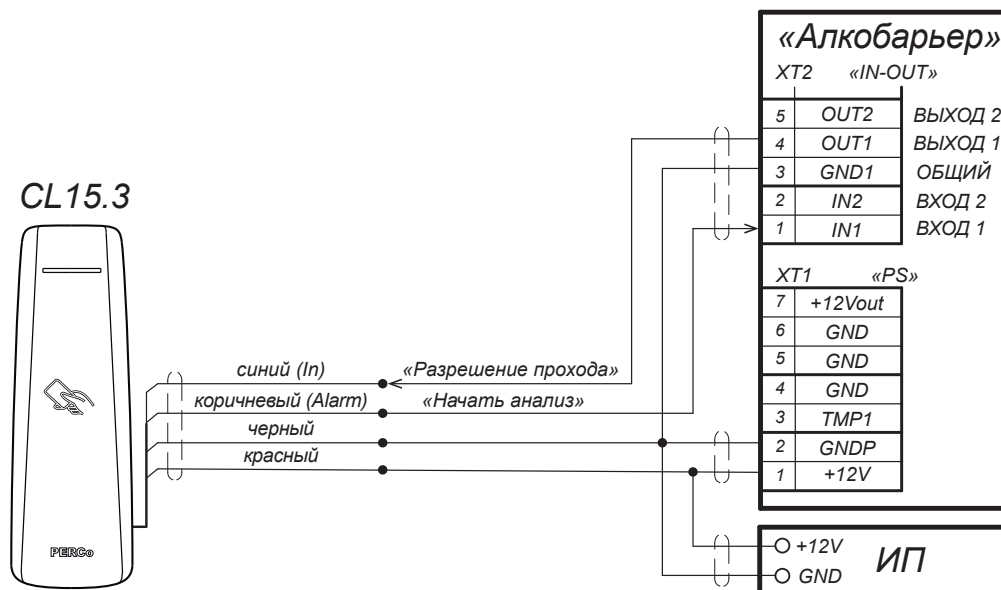 «Алкобарьер»
XT2 «IN-OUT»
5 OUT2 ВЫХОД 2
4 OUT1 ВЫХОД 1
3 GND1 ОБЩИЙ
2 IN2 ВХОД 2
1 IN1 ВХОД 1
CL15.3
XT1 «PS»
7 +12Vout
6 GND
5 GND
4 GND
3 TMP1
2 GNDP
1 +12V
синий (In) «Разрешение прохода»
коричневый (Alarm) «Начать анализ»
черный
красный
PERCo
+12V
GND
ИП